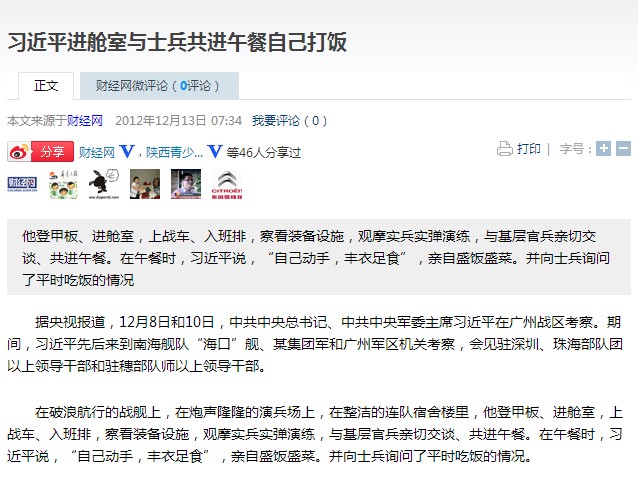 习近平进舱室与士兵共进午餐自己打饭
正文 财经网微评论（0评论）
本文来源于财经网 2012年12月13日 07:34 我要评论（0）
分享 财经网 ，陕西青少... 等46人分享过 打印 | 字号：
他登甲板、进舱室，上战车、入班排，察看装备设施，观摩实兵实弹演练，与基层官兵亲切交
谈、共进午餐。在午餐时，习近平说，“自己动手，丰衣足食”，亲自盛饭盛菜。并向士兵询问
了平时吃饭的情况
据央视报道，12月8日和10日，中共中央总书记、中共中央军委主席习近平在广州战区考察。期
间，习近平先后来到南海舰队“海口”舰、某集团军和广州军区机关考察，会见驻深圳、珠海部队团
以上领导干部和驻穗部队师以上领导干部。
在破浪航行的战舰上，在炮声隆隆的演兵场上，在整洁的连队宿舍楼里，他登甲板、进舱室，上
战车、入班排，察看装备设施，观摩实兵实弹演练，与基层官兵亲切交谈、共进午餐。在午餐时，习
近平说，“自己动手，丰衣足食”，亲自盛饭盛菜。并向士兵询问了平时吃饭的情况。